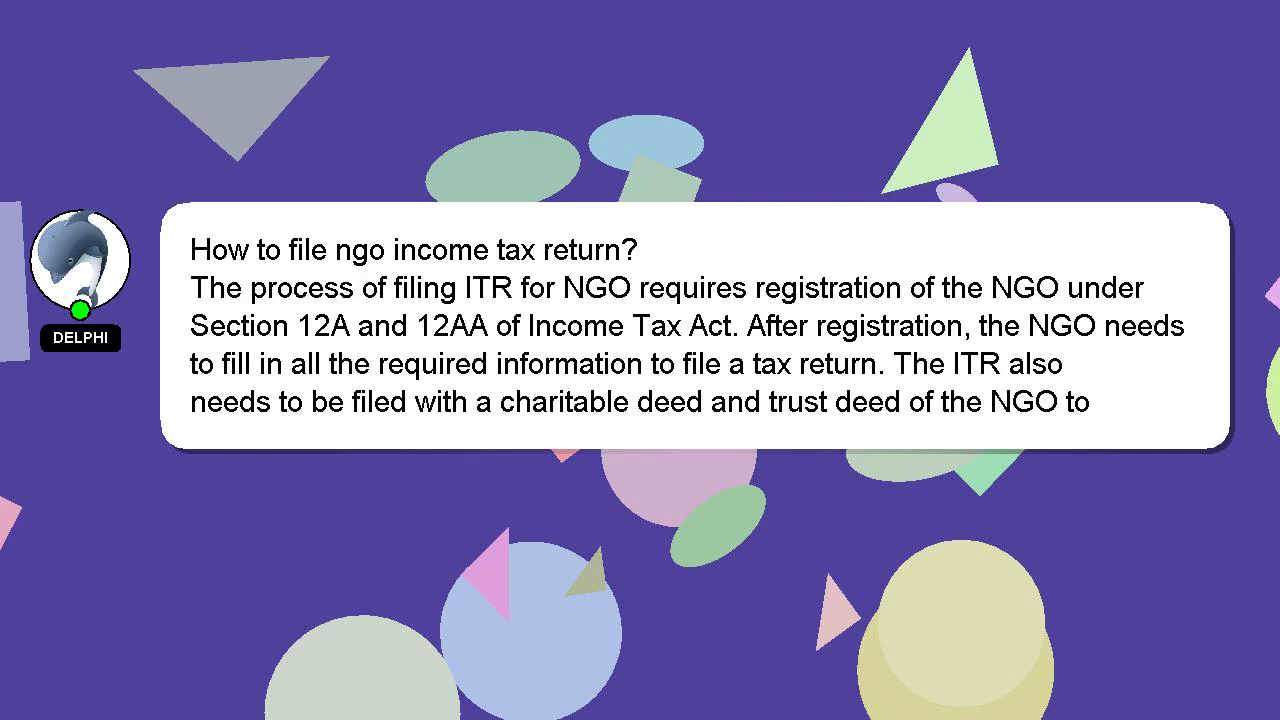 How to file ngo income tax return?
The process of filing ITR for NGO requires registration of the NGO under
Section 12A and 12AA of Income Tax Act. After registration, the NGO needs
to fill in all the required information to file a tax return. The ITR also
needs to be filed with a charitable deed and trust deed of the NGO to
DELPHI